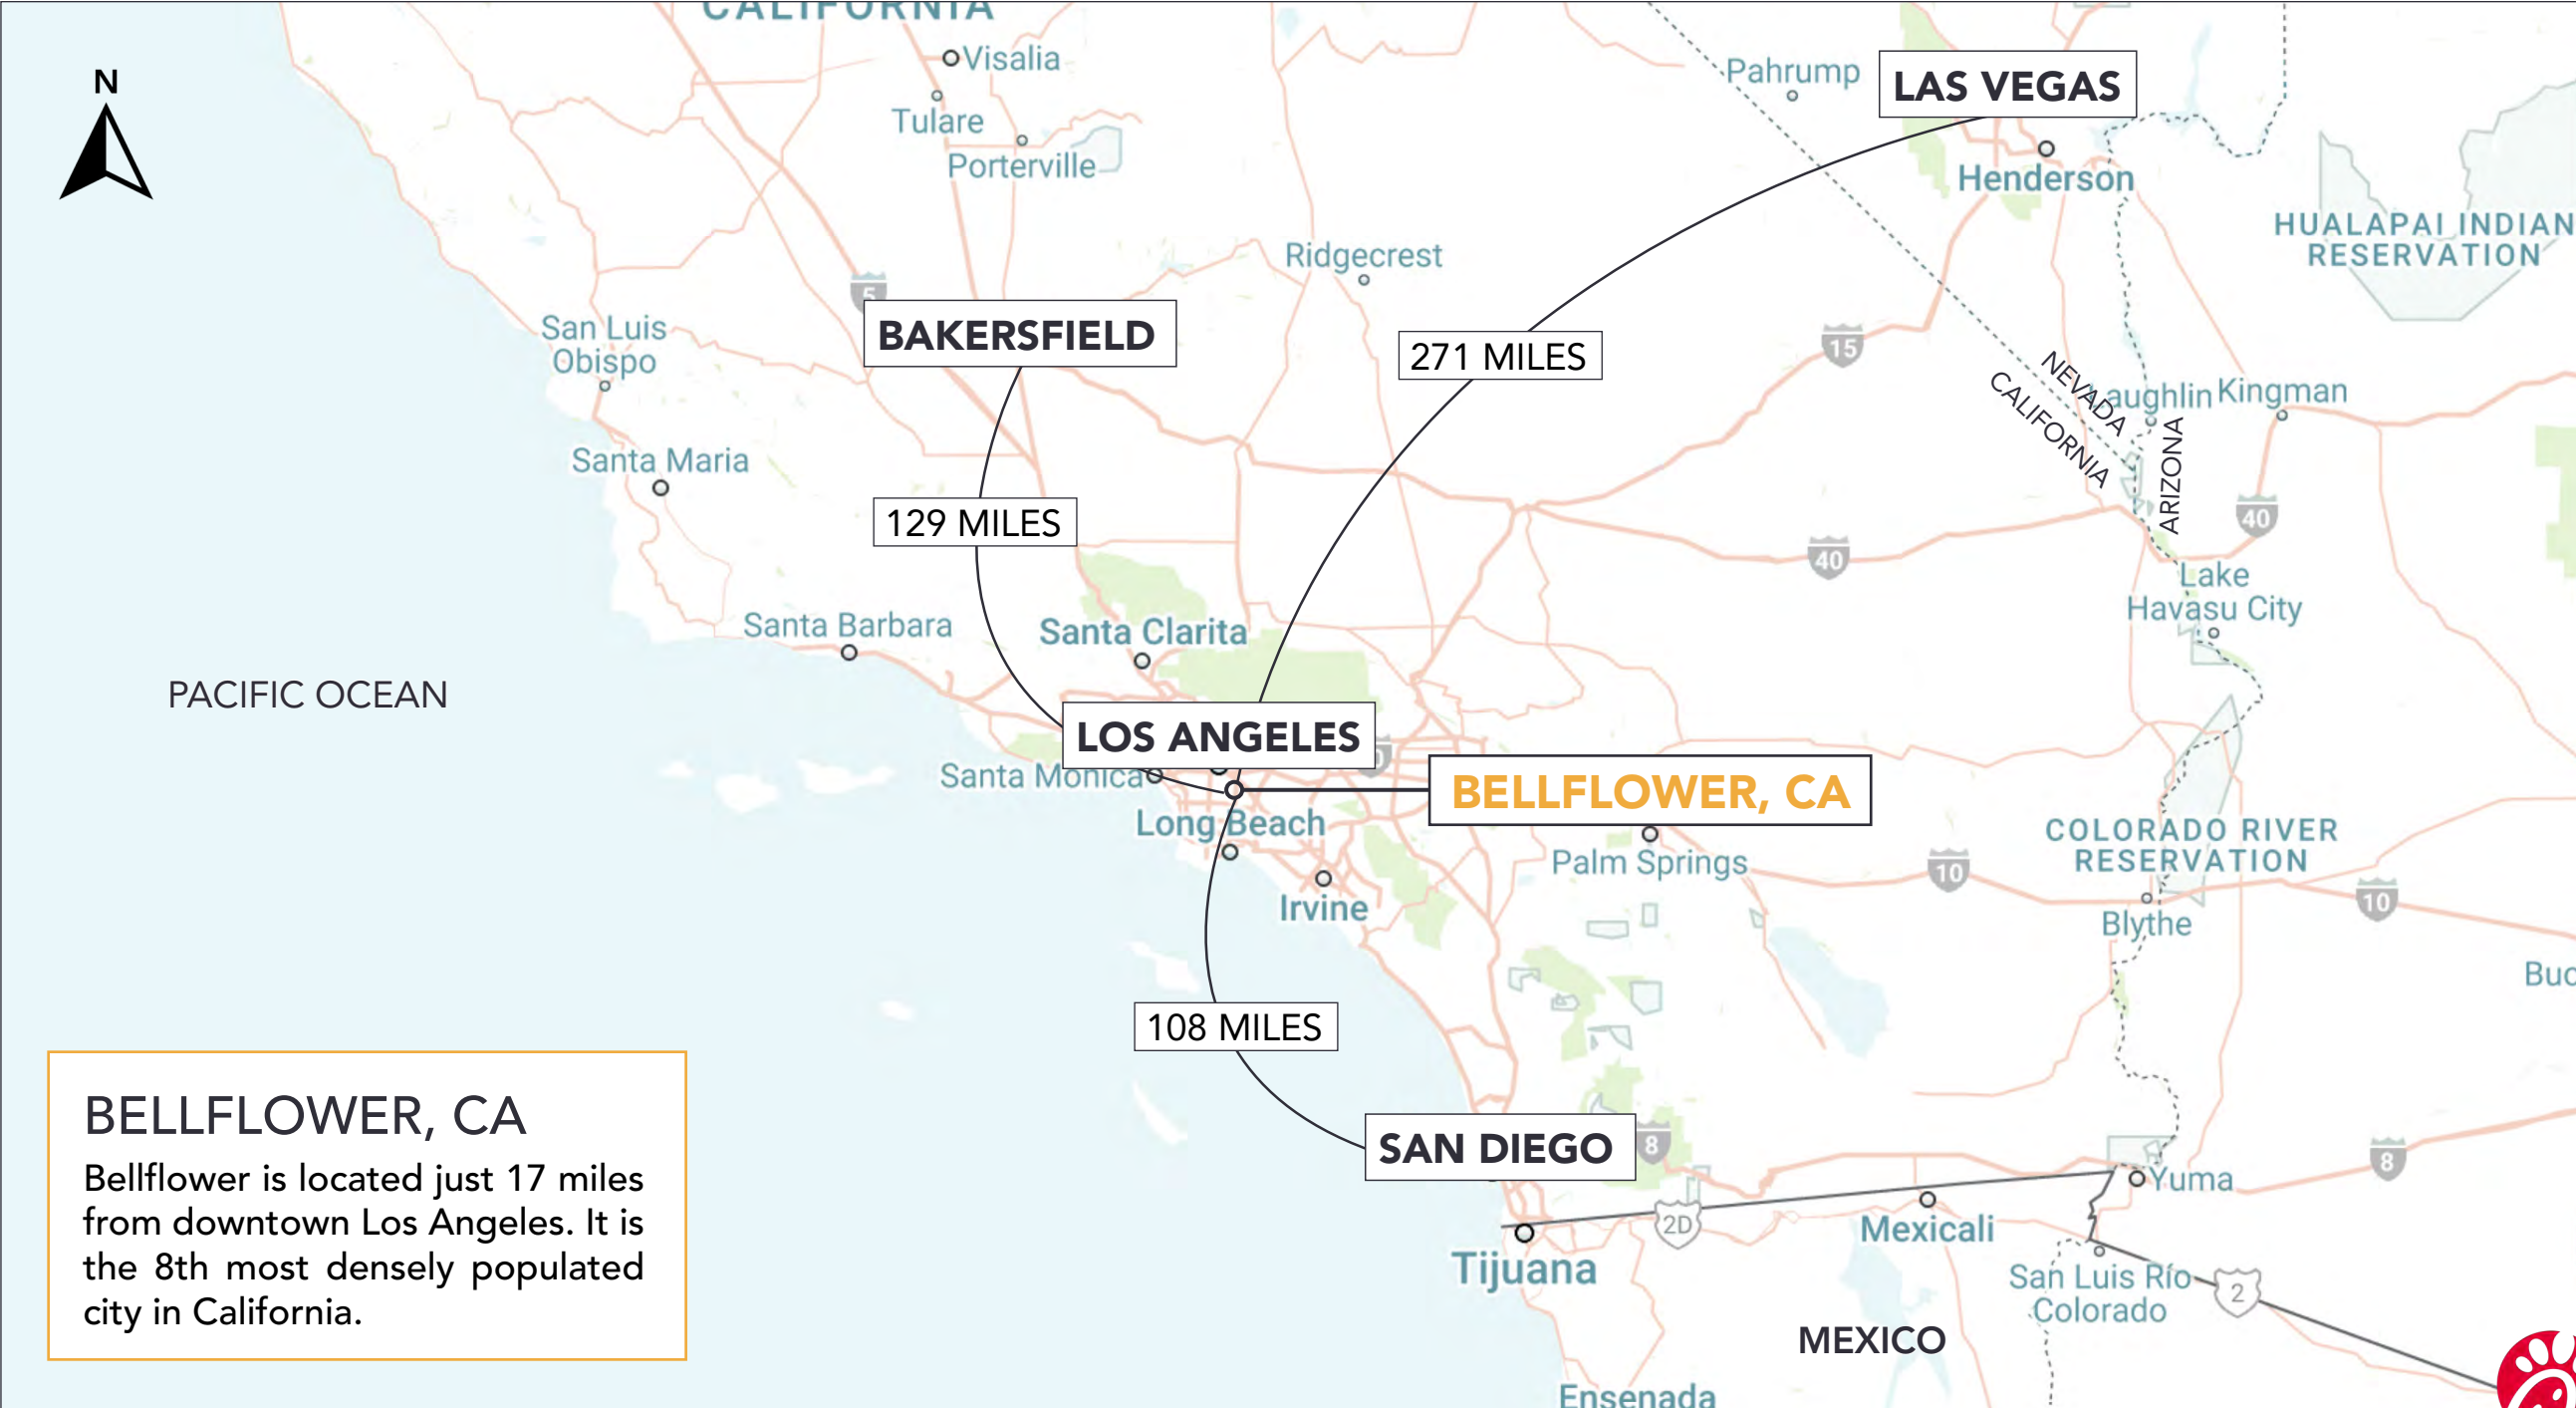 CALIFORNIA
N
Visalia
Tulare
Porterville
Pahrump
LAS VEGAS
Henderson
HUALAPAI INDIAN
RESERVATION
Ridgecrest
5
BAKERSFIELD
San Luis
Obispo
271 MILES
15
NEVADA
CALIFORNIA
aughlin
Kingman
ARIZONA
Santa Maria
129 MILES
40
40
Lake
Havasu City
Santa Barbara
Santa Clarita
PACIFIC OCEAN
LOS ANGELES
Santa Monica
BELLFLOWER, CA
Long Beach
Palm Springs
COLORADO RIVER
RESERVATION
10
10
Irvine
Blythe
Buc
108 MILES
SAN DIEGO
8
8
Yuma
2D
Mexicali
Tijuana
San Luis Río
Colorado
2
MEXICO
Ensenada
BELLFLOWER, CA
Bellflower is located just 17 miles
from downtown Los Angeles. It is
the 8th most densely populated
city in California.